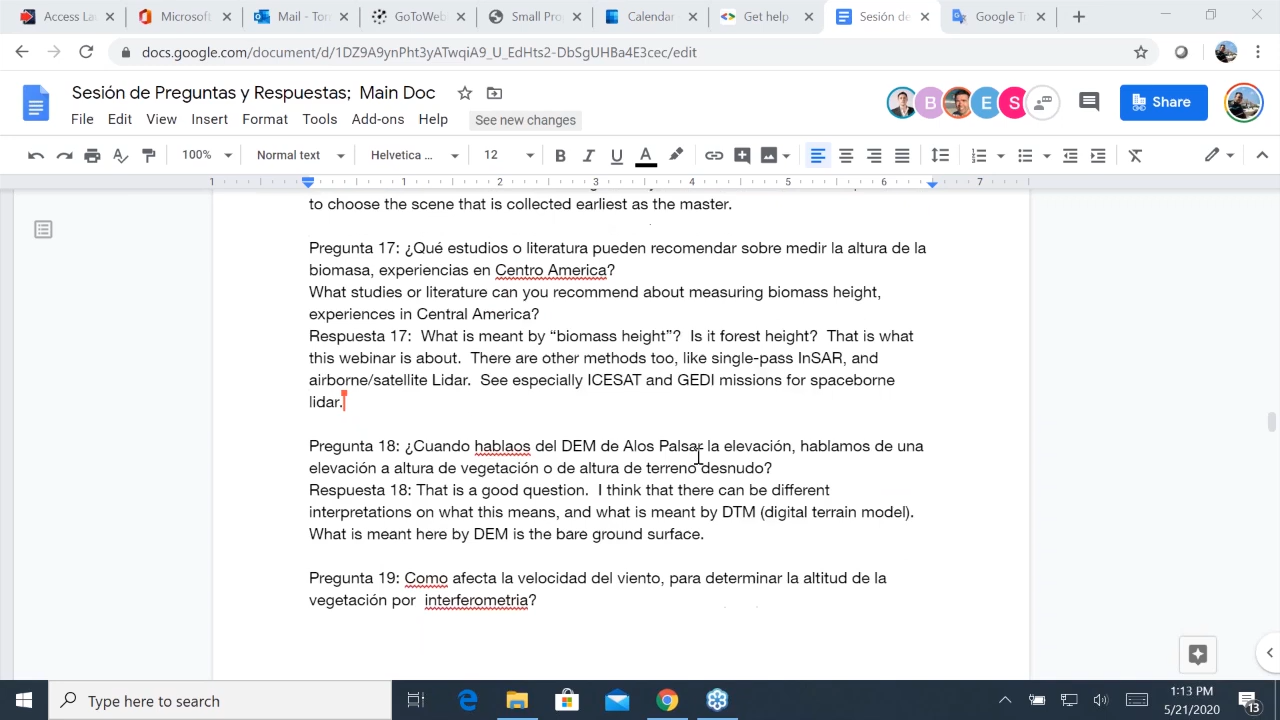 Access La
Microsoft
Mail - Ton
GoToWeb
Small Pro
Calendar
Get help
Sesión de
Google Tr
docs.google.com/document/d/1DZ9A9ynPht3yATwqiA9_U_EdHts2-DbSgUHBa4E3cec/edit
Sesión de Preguntas y Respuestas: Main Doc
B E S
Share
File Edit View Insert Format Tools Add-ons Help See new changes
100% Normal text Helvetica ... 12 B I U A
1 1 2 3 4 5 6 7
to choose the scene that is collected earliest as the master.
Pregunta 17: ¿Qué estudios o literatura pueden recomendar sobre medir la altura de la
biomasa, experiencias en Centro America?
What studies or literature can you recommend about measuring biomass height,
experiences in Central America?
Respuesta 17: What is meant by “biomass height”? Is it forest height? That is what
this webinar is about. There are other methods too, like single-pass InSAR, and
airborne/satellite Lidar. See especially ICESAT and GEDI missions for spaceborne
lidar.
Pregunta 18: ¿Cuando hablaos del DEM de Alos Palsar la elevación, hablamos de una
elevación a altura de vegetación o de altura de terreno desnudo?
Respuesta 18: That is a good question. I think that there can be different
interpretations on what this means, and what is meant by DTM (digital terrain model).
What is meant here by DEM is the bare ground surface.
Pregunta 19: Como afecta la velocidad del viento, para determinar la altitud de la
vegetación por interferometria?
Type here to search
1:13 PM
5/21/2020
13